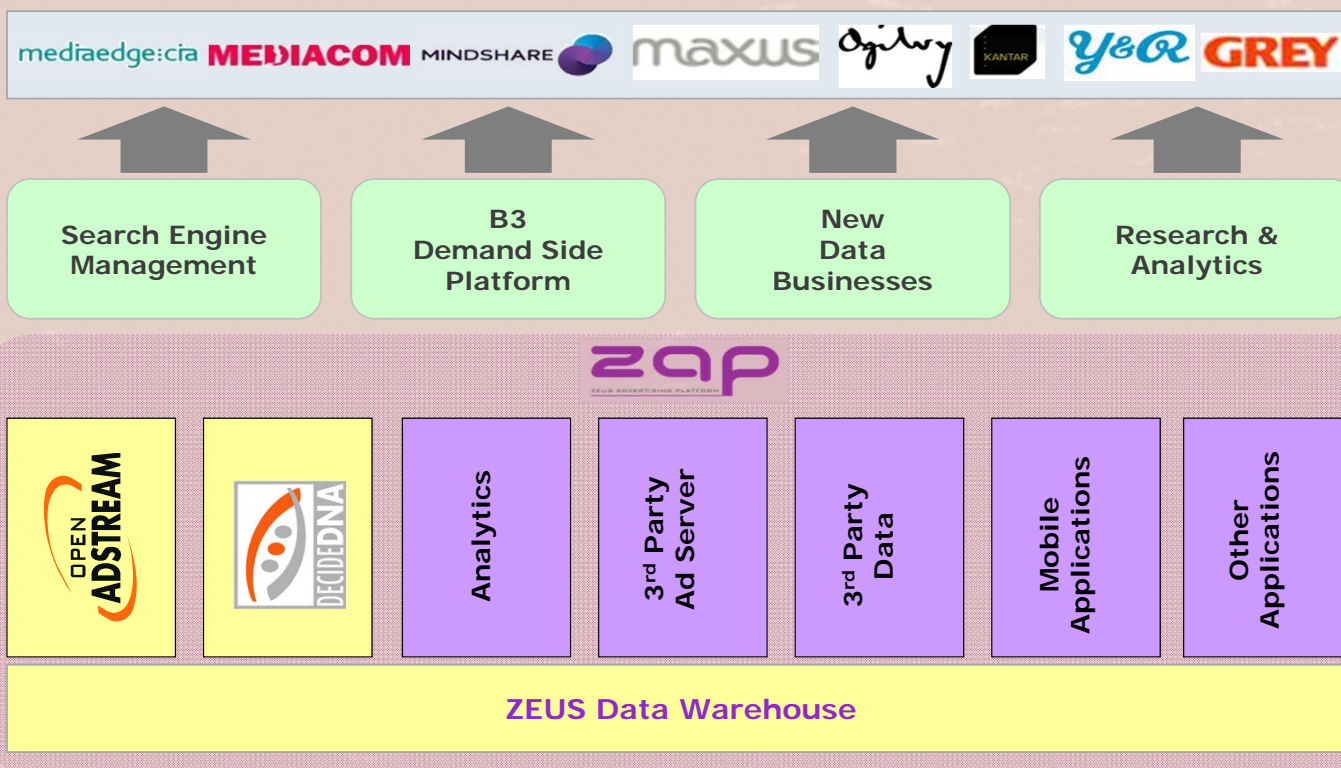 mediaedge:cia MEDIACOM MINDSHARE maxus Ogilvy KANTAR Y&R GREY
Search Engine
Management
B3
Demand Side
Platform
New
Data
Businesses
Research &
Analytics
zap
ZEUS ADVERTISING PLATFORM
OPEN
ADSTREAM
DECIDEDNA
Analytics
3rd Party
Ad Server
3rd Party
Data
Mobile
Applications
Other
Applications
ZEUS Data Warehouse